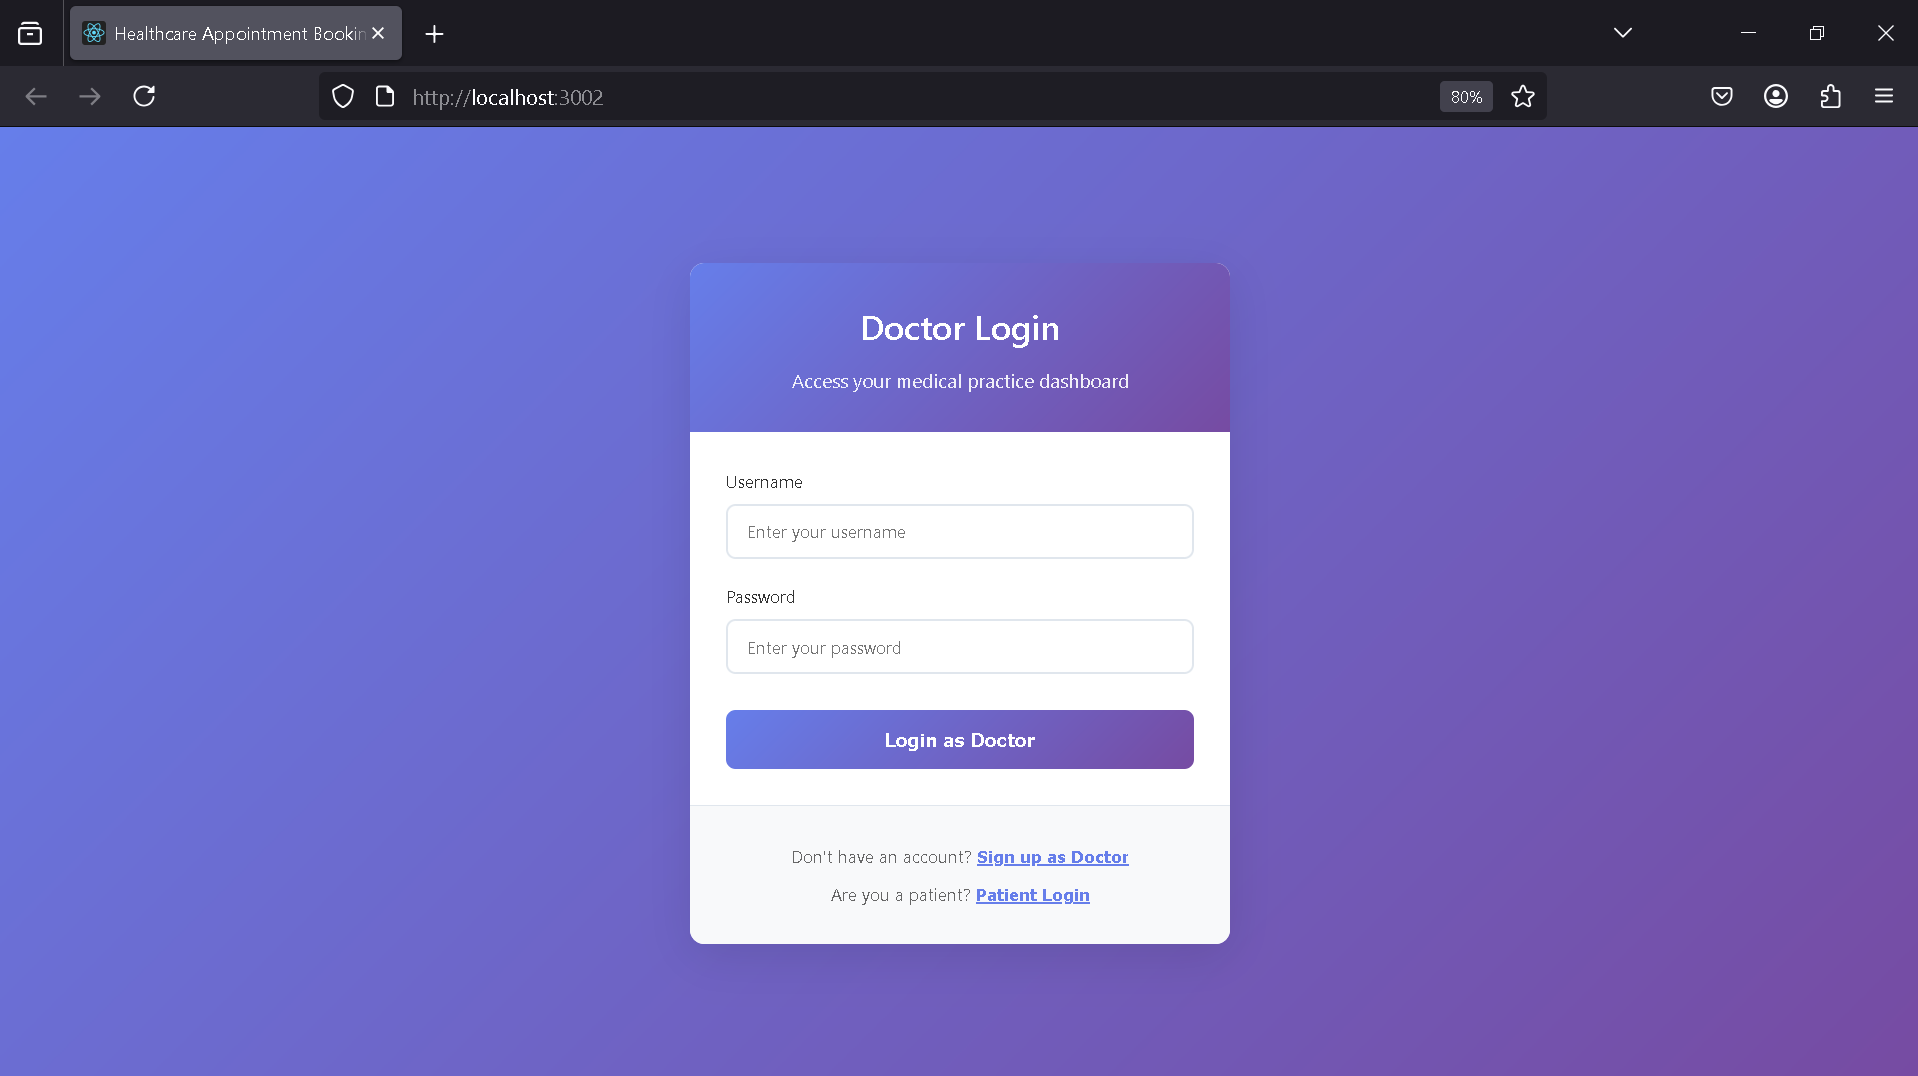 Healthcare Appointment Bookin
http://localhost:3002
80%
Doctor Login
Access your medical practice dashboard
Username
Enter your username
Password
Enter your password
Login as Doctor
Don't have an account? Sign up as Doctor
Are you a patient? Patient Login